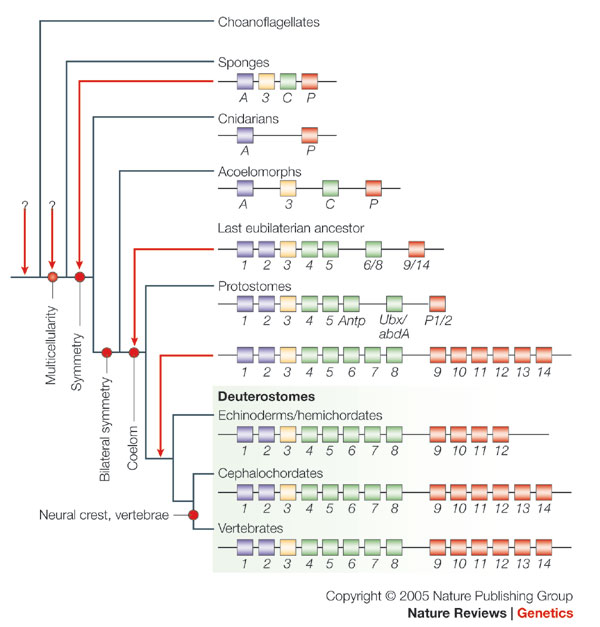 Choanoflagellates
Sponges
A 3 C P
Cnidarians
A P
Acoelomorphs
A 3 C P
? ?
Last eubilaterian ancestor
1 2 3 4 5 6/8 9/14
Protostomes
1 2 3 4 5 Antp Ubx/ P1/2
abdA
Multicellularity
Symmetry
Bilateral symmetry
Coelom
1 2 3 4 5 6 7 8 9 10 11 12 13 14
Deuterostomes
Echinoderms/hemichordates
1 2 3 4 5 6 7 8 9 10 11 12
Cephalochordates
1 2 3 4 5 6 7 8 9 10 11 12 13 14
Neural crest, vertebrae
Vertebrates
1 2 3 4 5 6 7 8 9 10 11 12 13 14
Copyright © 2005 Nature Publishing Group
Nature Reviews | Genetics